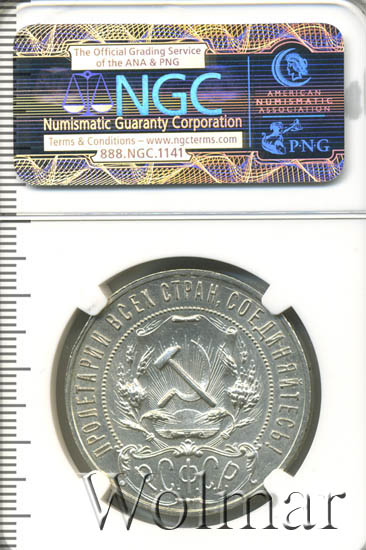 The Official Grading Service
of the ANA & PNG
NGC
Numismatic Guaranty Corporation
Terms & Conditions – www.ngcterms.com
888.NGC.1141
AMERICAN
NUMISMATIC
ASSOCIATION
PNG
ПРОЛЕТАРИИ ВСЕХ СТРАН, СОЕДИНЯЙТЕСЬ!
Р.С.Ф.С.Р.
Wolmar